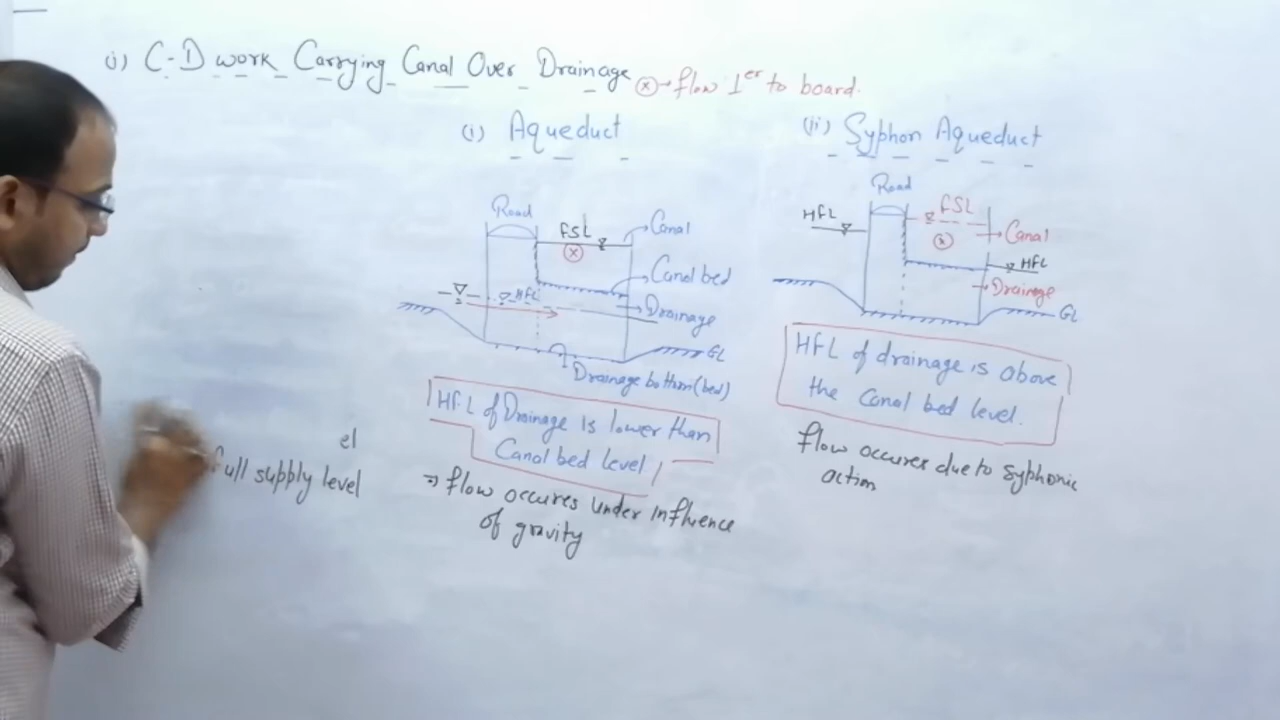 (i) C-D work Carrying Canal Over Drainage
ⓧ→ flow 1er to board.
(i) Aqueduct
Road
FSL
ⓧ
Canal
Canal bed
HFL
Drainage
GL
Drainage bottom (bed)
HFL of Drainage is lower than
Canal bed level
⇒ flow occures under influence
of gravity
(ii) Syphon Aqueduct
Road
HFL
FSL
ⓧ
Canal
HFL
Drainage
GL
HFL of drainage is above
the Canal bed level.
flow occures due to syphonic
action
el
full supply level